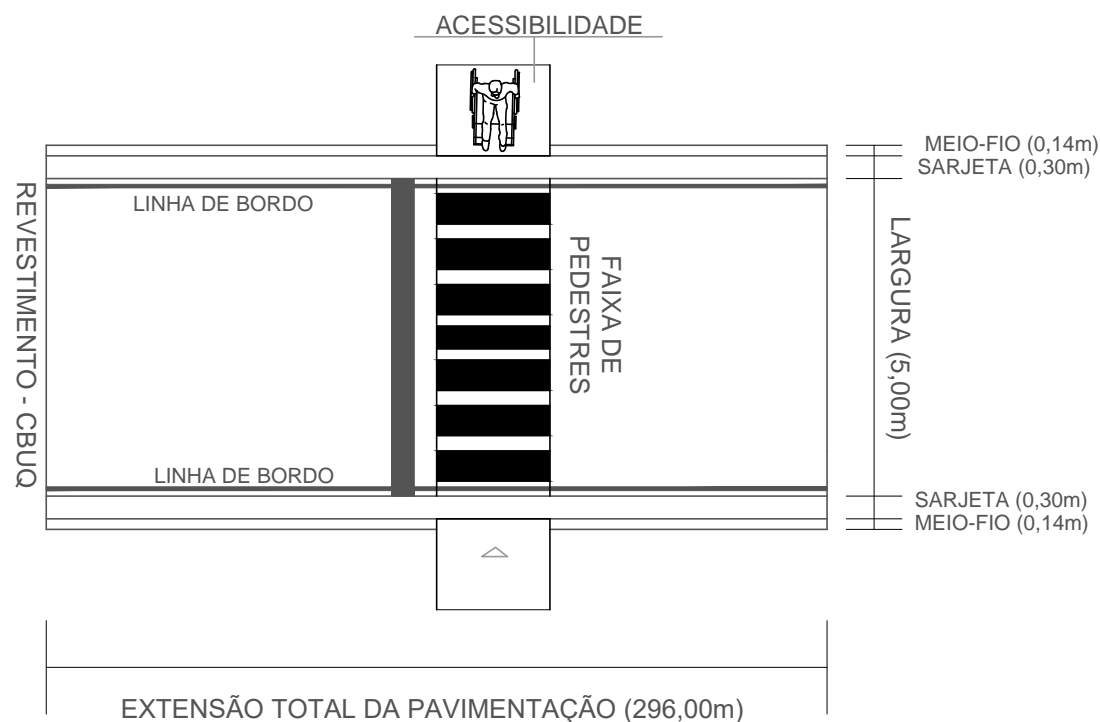 ACESSIBILIDADE
MEIO-FIO (0,14m)
SARJETA (0,30m)
REVESTIMENTO - CBUQ
LINHA DE BORDO
FAIXA DE
PEDESTRES
LARGURA (5,00m)
LINHA DE BORDO
SARJETA (0,30m)
MEIO-FIO (0,14m)
EXTENSÃO TOTAL DA PAVIMENTAÇÃO (296,00m)